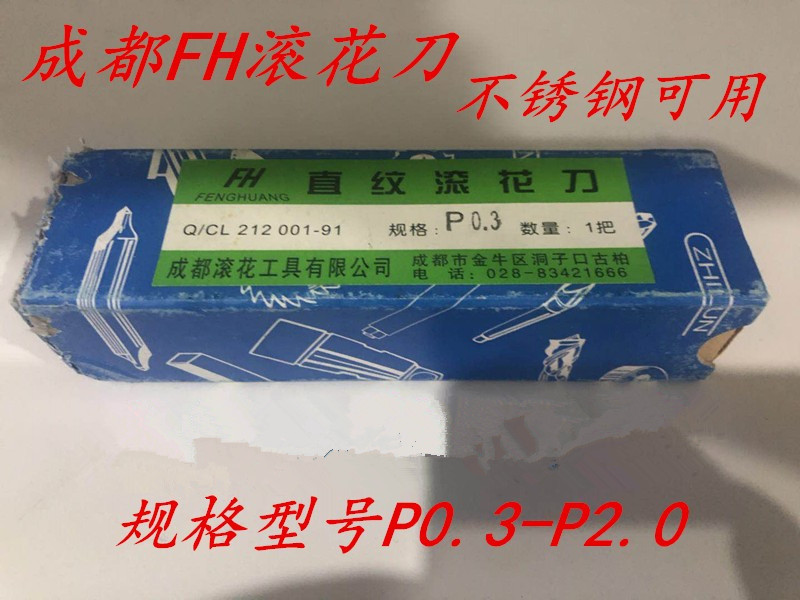 成都FH滚花刀
不锈钢可用
FH 直纹滚花刀
FENGHUANG
Q/CL 212 001-91 规格：P0.3 数量：1把
成都滚花工具有限公司 成都市金牛区洞子口古柏
电 话：028-83421666
规格型号P0.3-P2.0